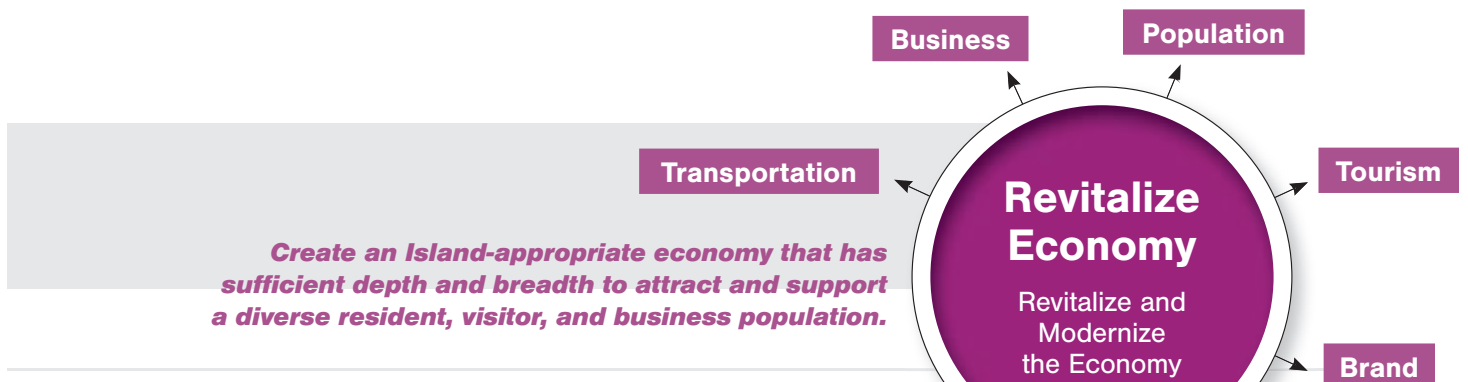 Business
Population
Transportation
Tourism
Revitalize
Economy
Create an Island-appropriate economy that has
sufficient depth and breadth to attract and support
a diverse resident, visitor, and business population.
Revitalize and
Modernize
the Economy
Brand